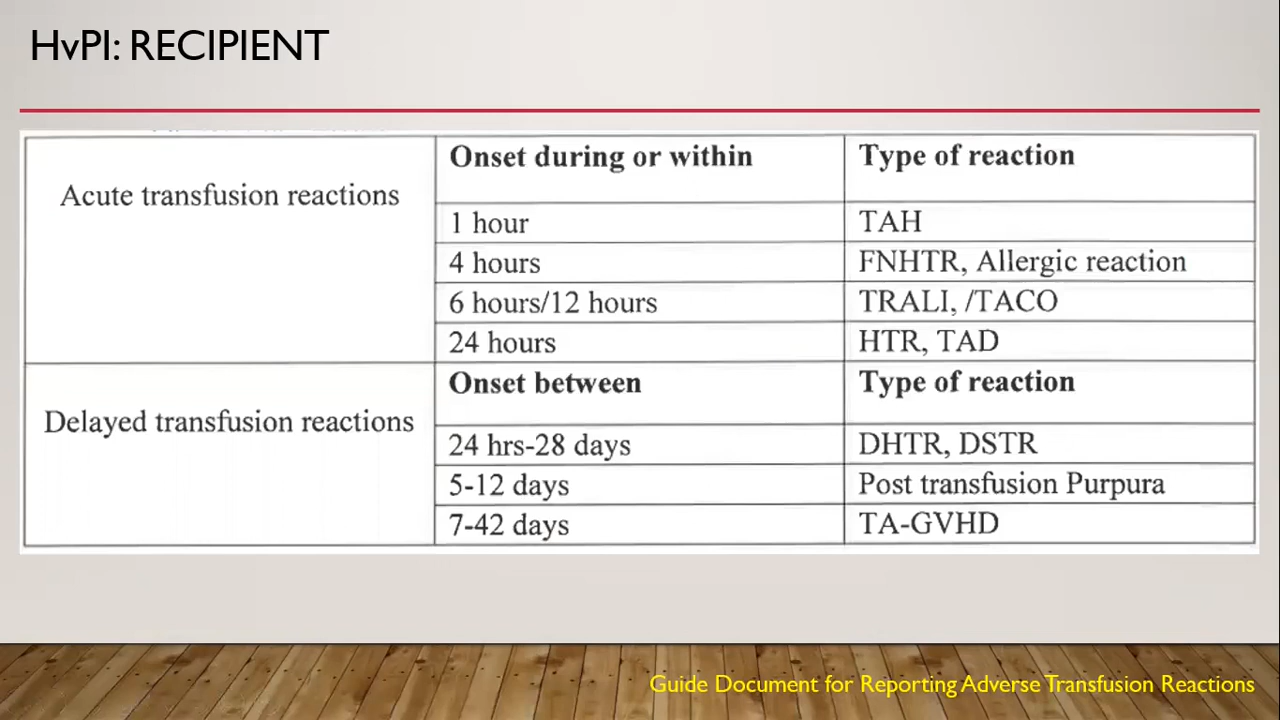 HvPI: RECIPIENT
Acute transfusion reactions
Onset during or within
Type of reaction
1 hour
TAH
4 hours
FNHTR, Allergic reaction
6 hours/12 hours
TRALI, /TACO
24 hours
HTR, TAD
Delayed transfusion reactions
Onset between
Type of reaction
24 hrs-28 days
DHTR, DSTR
5-12 days
Post transfusion Purpura
7-42 days
TA-GVHD
Guide Document for Reporting Adverse Transfusion Reactions